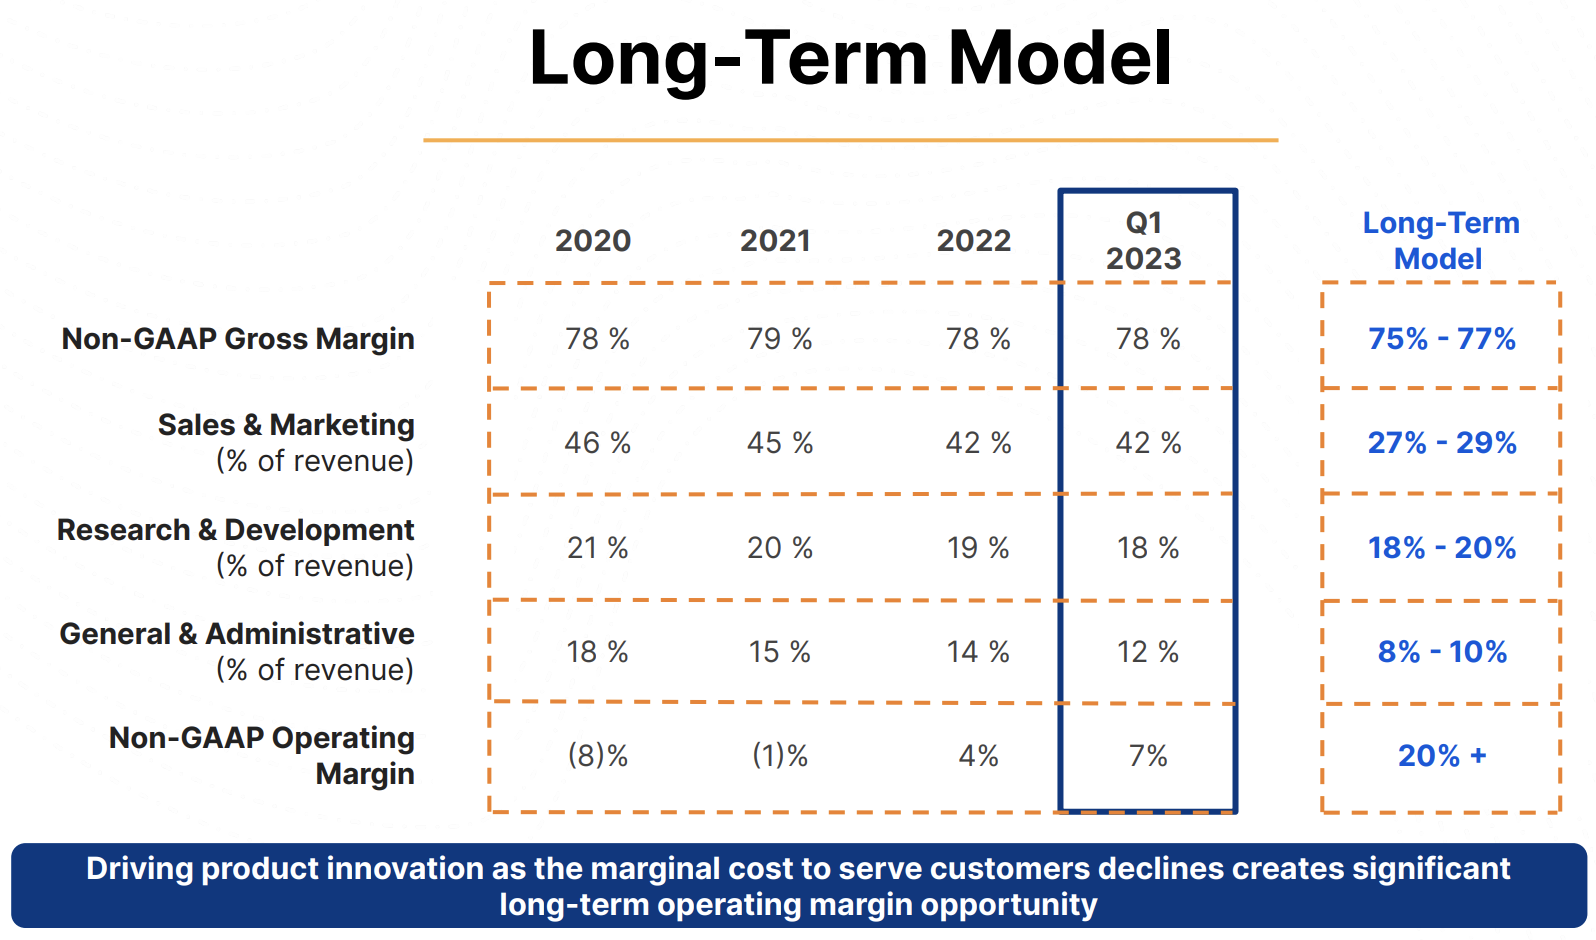 Long-Term Model
2020 2021 2022 Q1 2023 Long-Term Model
Non-GAAP Gross Margin 78 % 79 % 78 % 78 % 75% - 77%
Sales & Marketing (% of revenue) 46 % 45 % 42 % 42 % 27% - 29%
Research & Development (% of revenue) 21 % 20 % 19 % 18 % 18% - 20%
General & Administrative (% of revenue) 18 % 15 % 14 % 12 % 8% - 10%
Non-GAAP Operating Margin (8)% (1)% 4% 7% 20% +
Driving product innovation as the marginal cost to serve customers declines creates significant
long-term operating margin opportunity